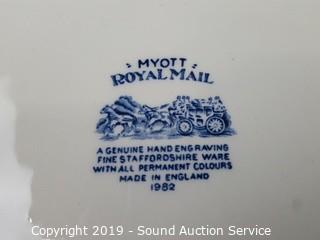 MYOTT
ROYAL MAIL
A GENUINE HAND ENGRAVING
FINE STAFFORDSHIRE WARE
WITH ALL PERMANENT COLOURS
MADE IN ENGLAND
1982
Copyright 2019 - Sound Auction Service